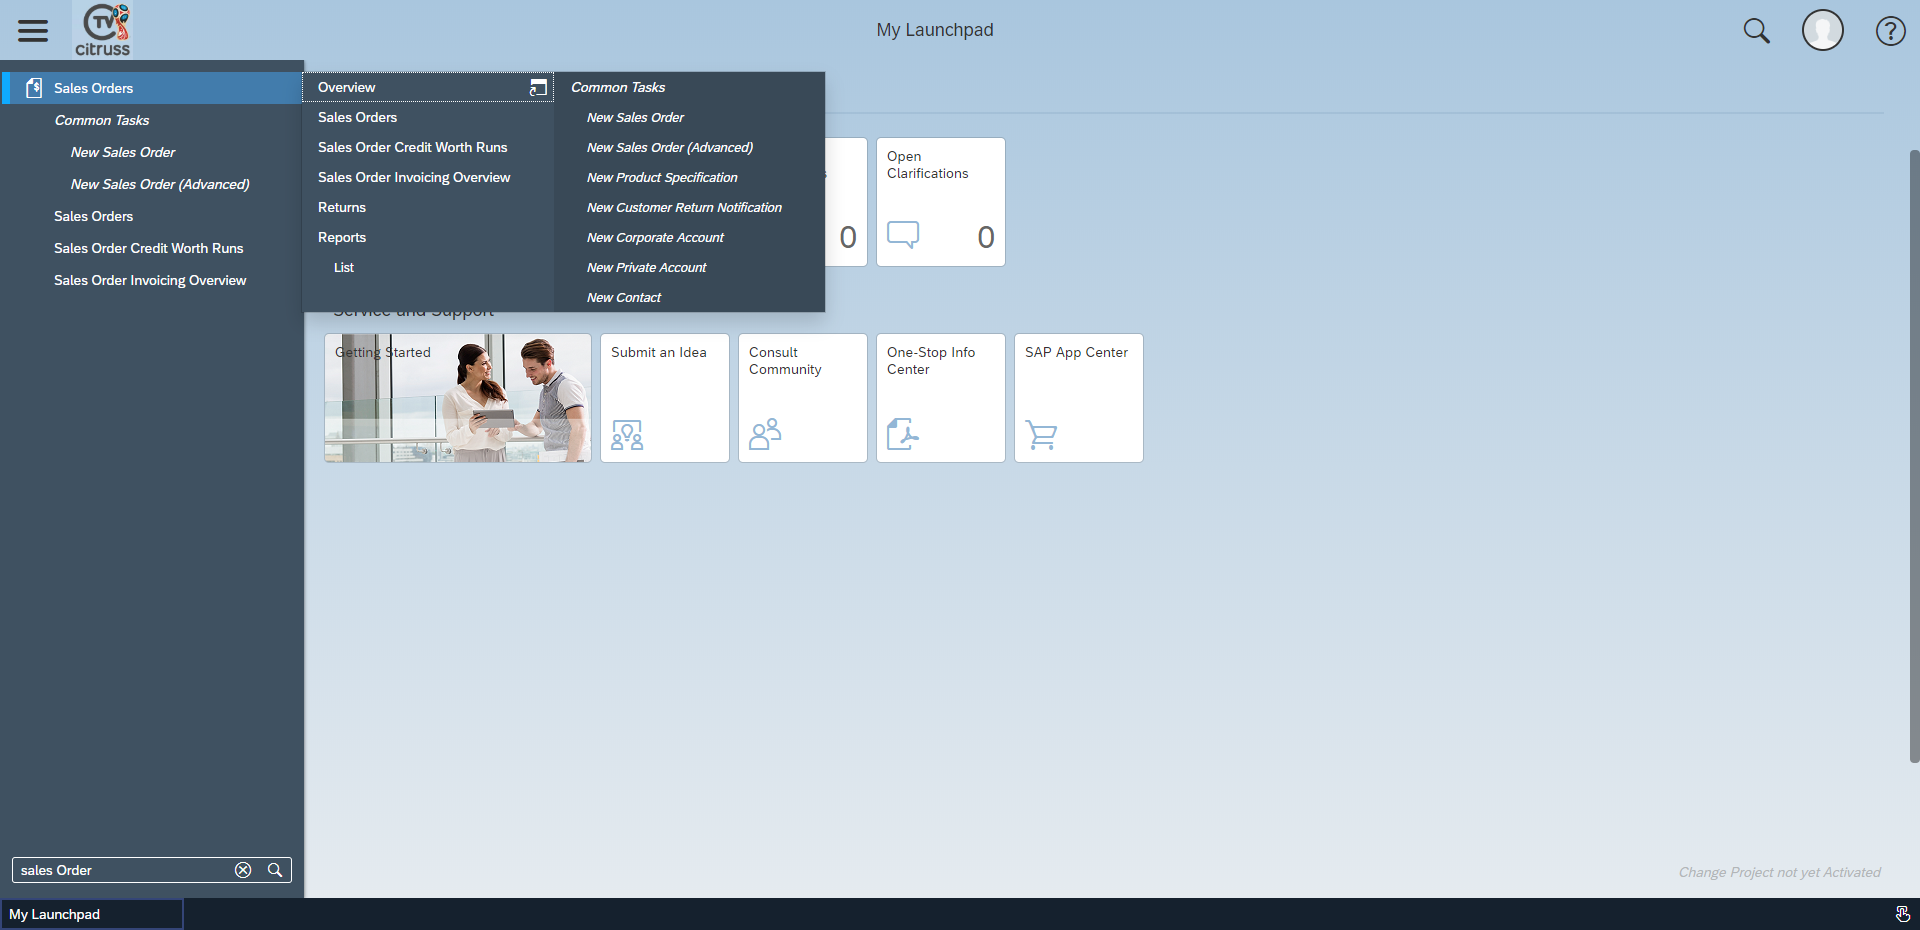 TV
citruss
My Launchpad
?
Sales Orders
Common Tasks
New Sales Order
New Sales Order (Advanced)
Sales Orders
Sales Order Credit Worth Runs
Sales Order Invoicing Overview
Overview
Sales Orders
Sales Order Credit Worth Runs
Sales Order Invoicing Overview
Returns
Reports
List
Common Tasks
New Sales Order
New Sales Order (Advanced)
New Product Specification
New Customer Return Notification
New Corporate Account
New Private Account
New Contact
0
Open
Clarifications
0
Service and Support
Getting Started
Submit an Idea
Consult
Community
One-Stop Info
Center
SAP App Center
sales Order
Change Project not yet Activated
My Launchpad